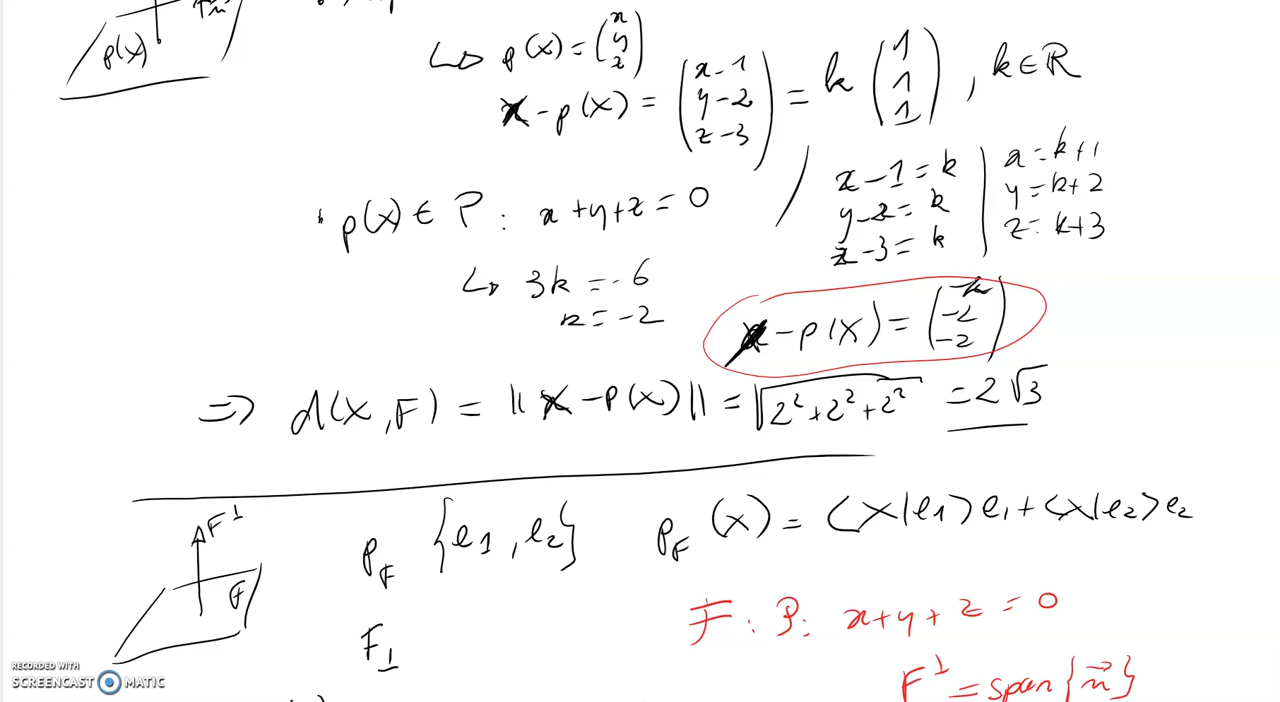 p(x)
↳ p(x) = (x y z)
X - p(x) = (x-1 y-2 z-3) = k (1 1 1), k∈ℝ
x-1 = k | x = k+1
y-2 = k | y = k+2
z-3 = k | z = k+3
p(x) ∈ P : x+y+z = 0
↳ 3k = -6
k = -2
X - p(x) = ( -2 -2)
⇒ d(X,F) = ||X - p(x)|| = √2²+2²+2² = 2√3
F⊥
F
p_F {e1, e2} p_F(x) = ⟨X|e1⟩e1 + ⟨X|e2⟩e2
F : P : x+y+z = 0
F⊥
F⊥ = span{n⃗}
RECORDED WITH
SCREENCAST MATIC